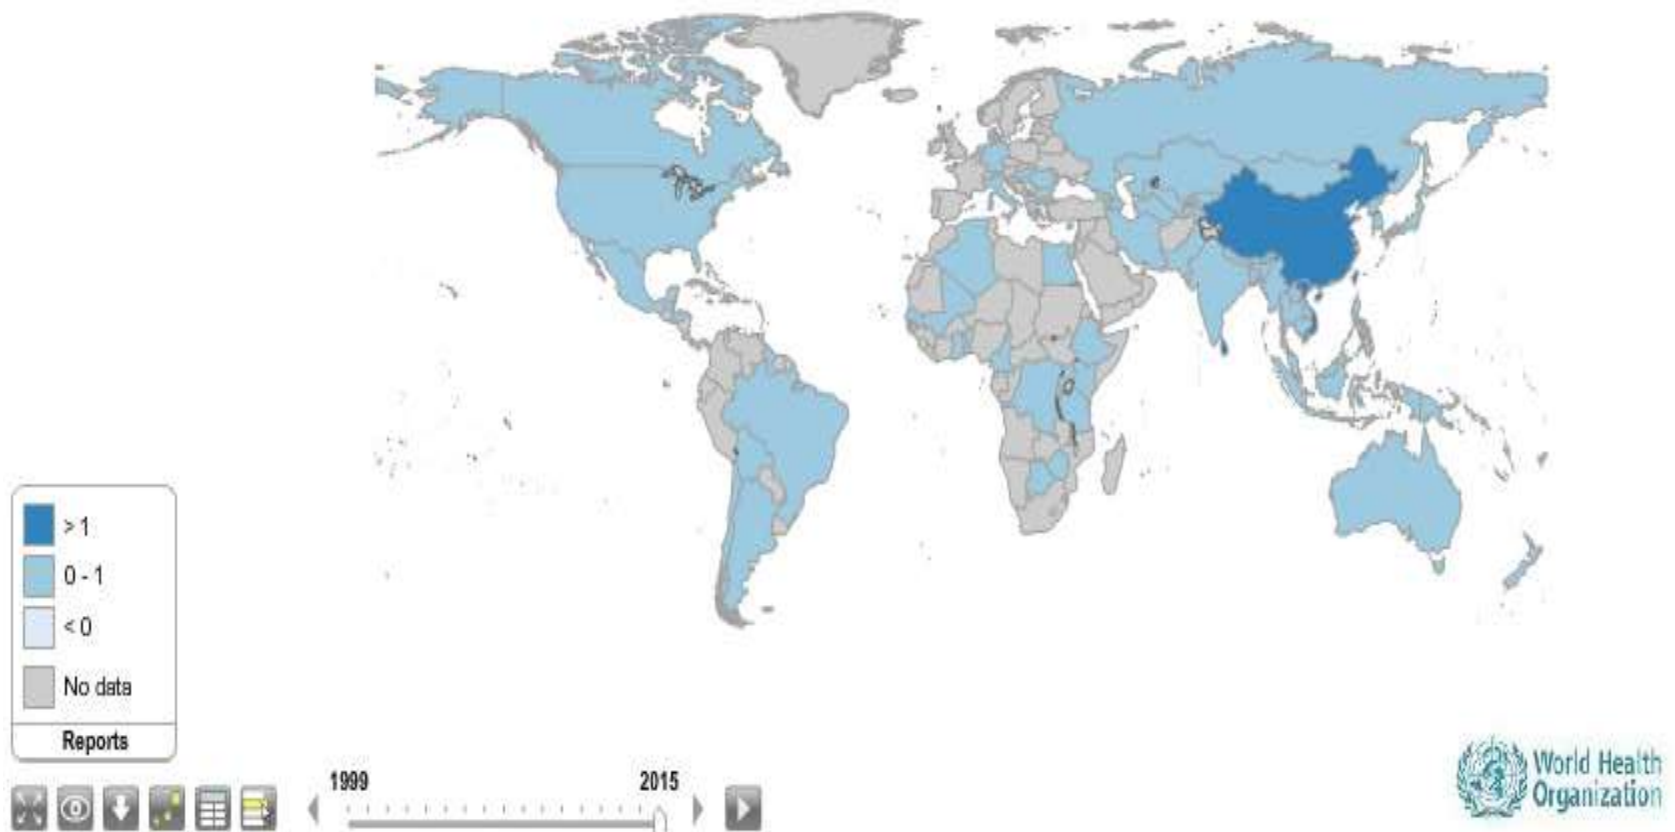 > 1
0 - 1
< 0
No data
Reports
1999
2015
World Health
Organization